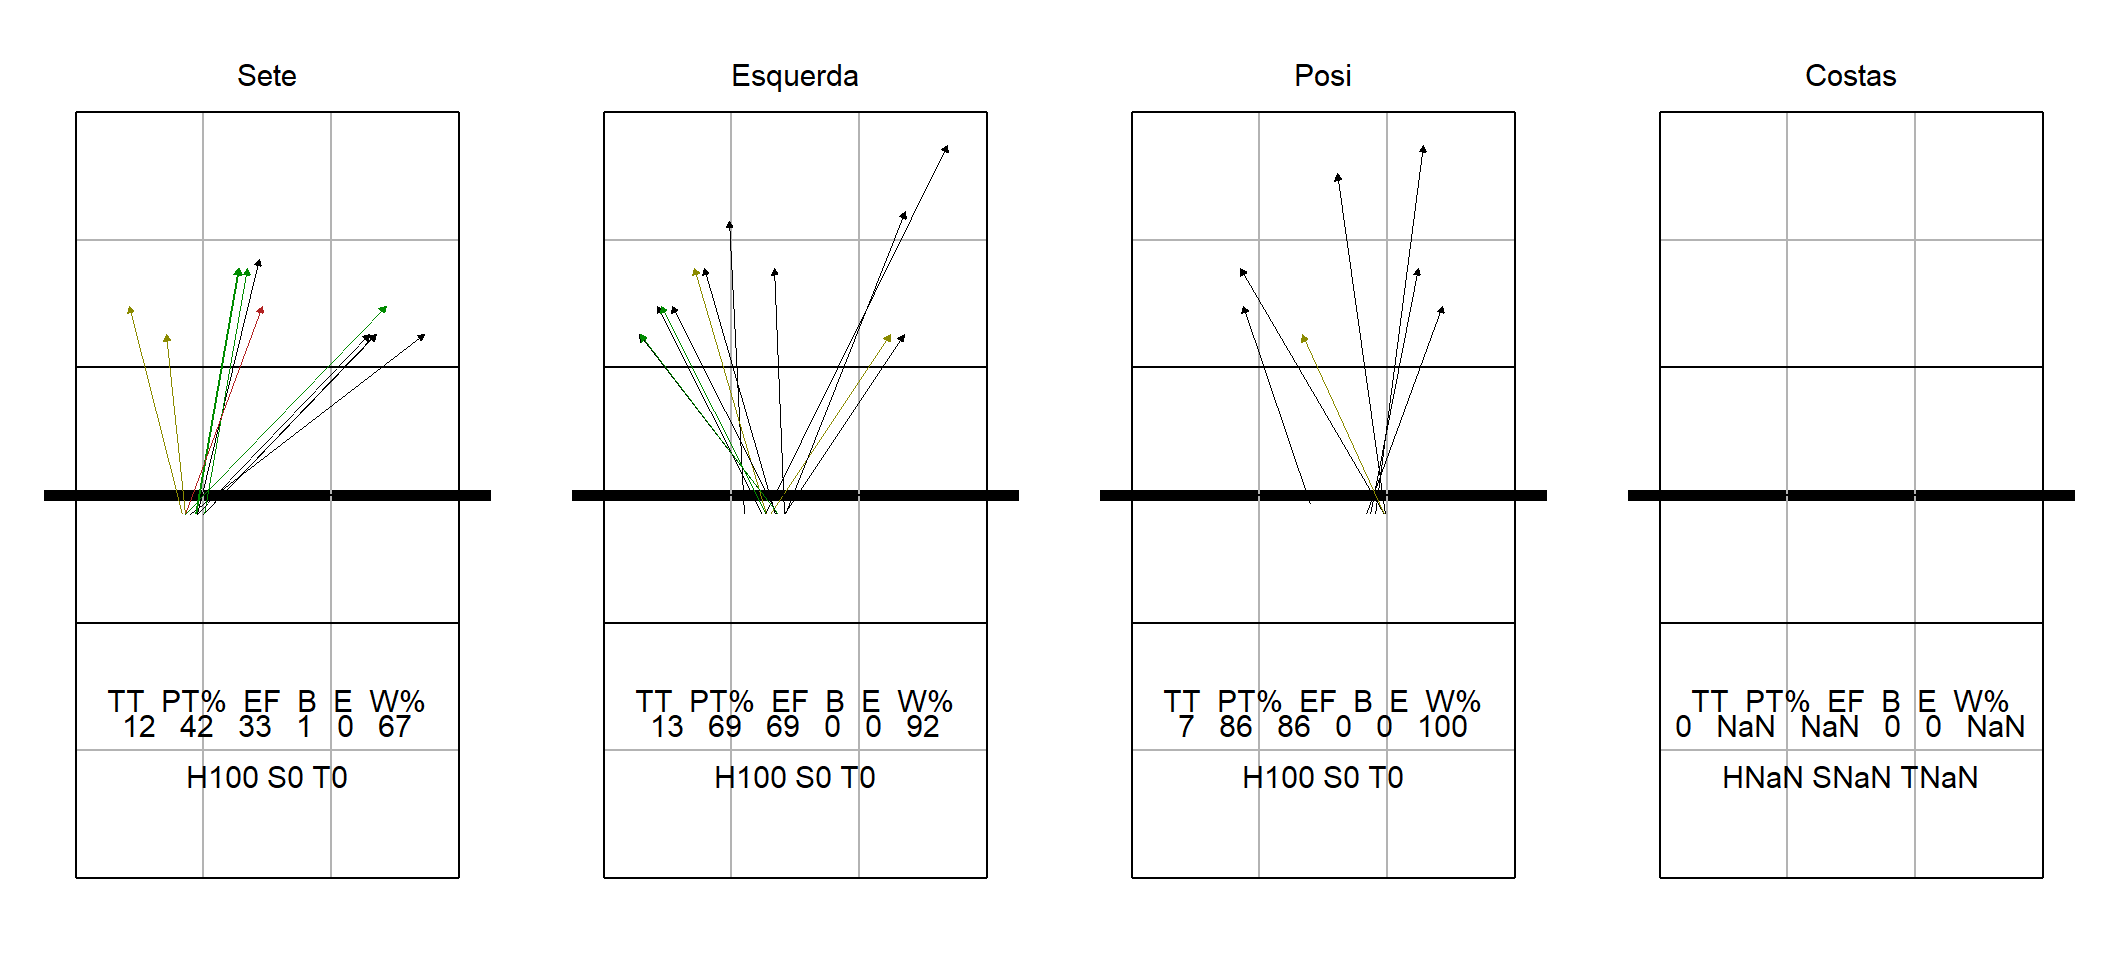 Sete
TT PT% EF B E W%
12 42 33 1 0 67
H100 S0 T0
Esquerda
TT PT% EF B E W%
13 69 69 0 0 92
H100 S0 T0
Posi
TT PT% EF B E W%
7 86 86 0 0 100
H100 S0 T0
Costas
TT PT% EF B E W%
0 NaN NaN 0 0 NaN
HNaN SNaN TNaN